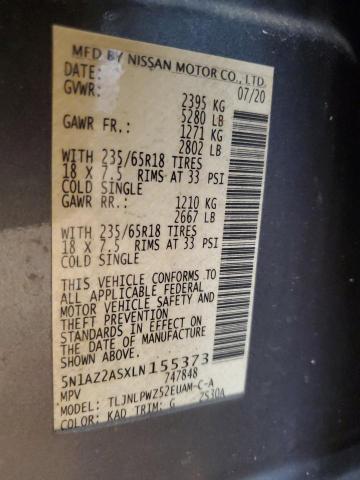 MFD BY NISSAN MOTOR CO., LTD
DATE: 07/20
GVWR: 2395 KG
5280 LB
GAWR FR.: 1271 KG
2802 LB
WITH 235/65R18 TIRES
18 X 7.5 RIMS AT 33 PSI
COLD SINGLE
GAWR RR.: 1210 KG
2667 LB
WITH 235/65R18 TIRES
18 X 7.5 RIMS AT 33 PSI
COLD SINGLE
THIS VEHICLE CONFORMS TO
ALL APPLICABLE FEDERAL
MOTOR VEHICLE SAFETY AND
THEFT PREVENTION
STANDARDS IN EFFECT ON
THE DATE OF MANUFACTURE
SHOWN ABOVE
5N1AZ2ASXLN155373
MPV 747848
MODEL: TLJNLPWZ52EUAM-C-A
COLOR: KAD TRIM: G 2530A